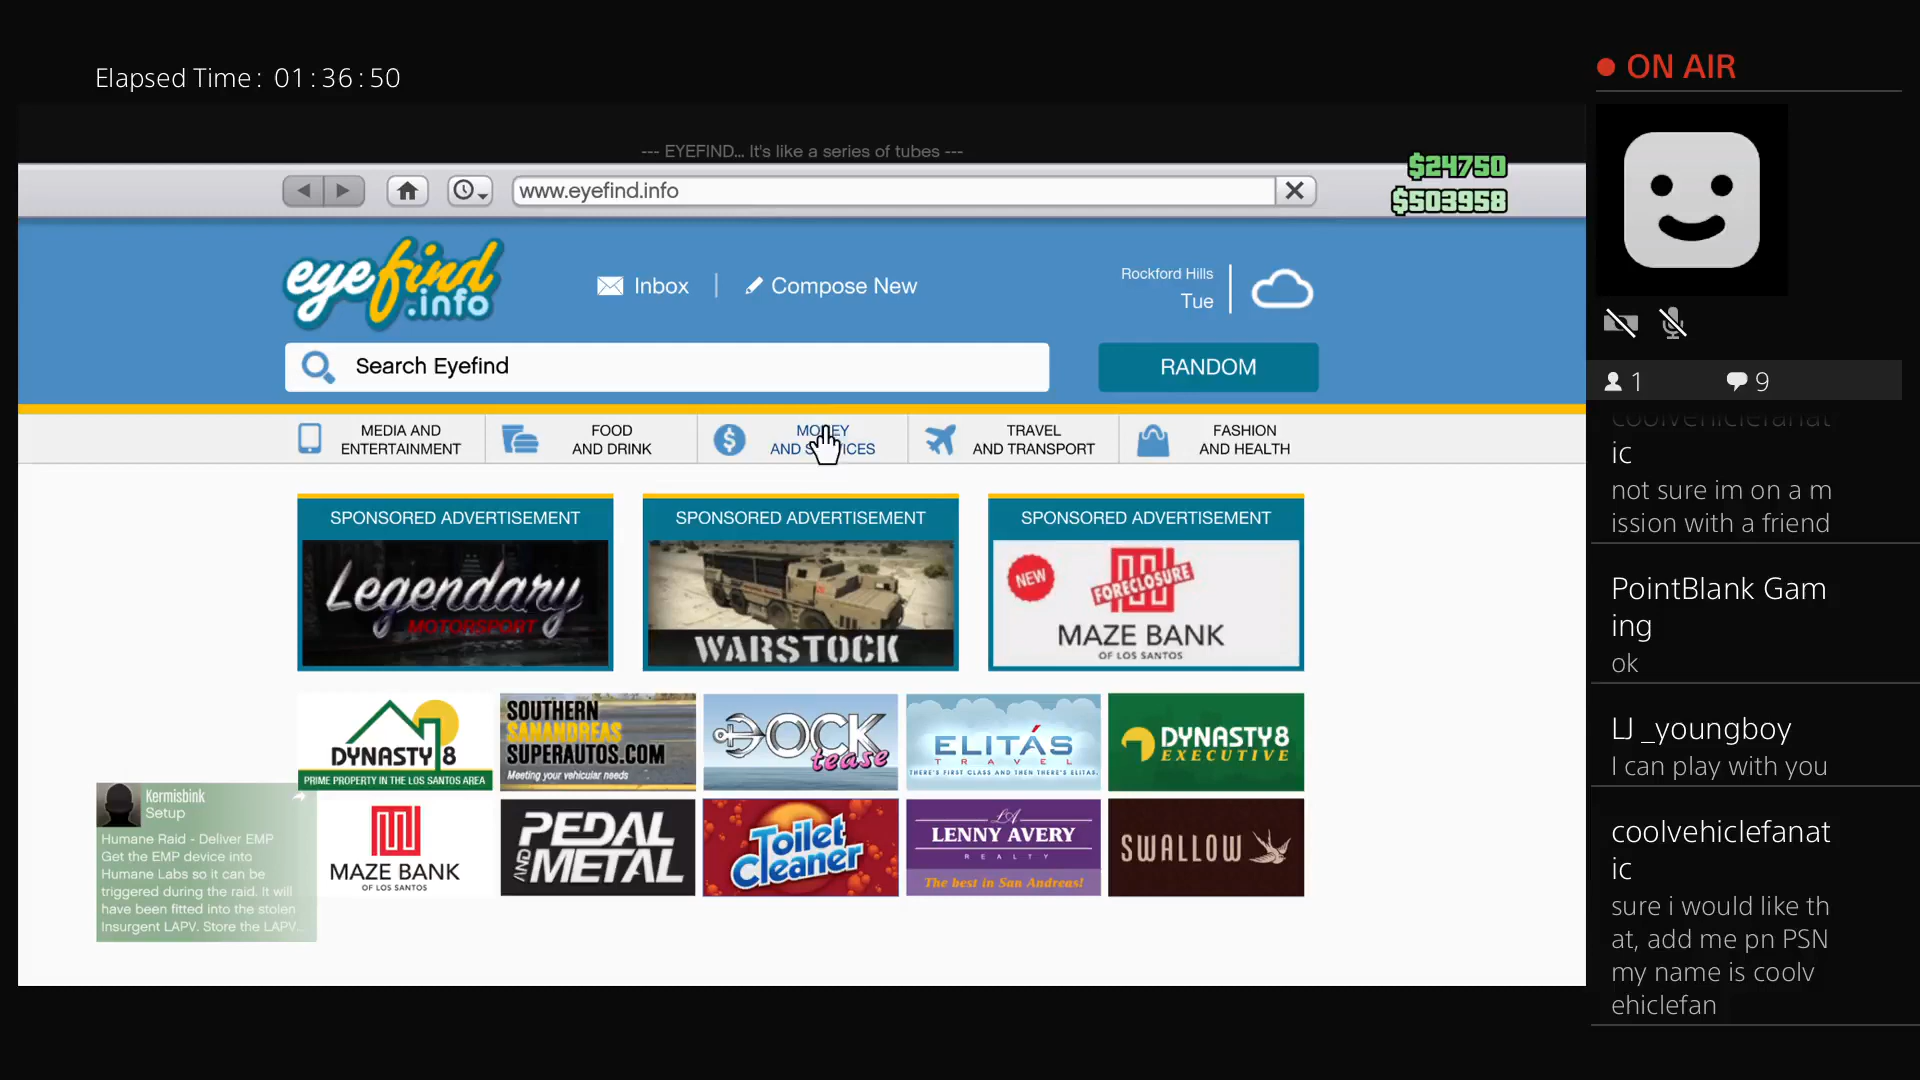 Elapsed Time: 01:36:50
ON AIR
--- EYEFIND... It's like a series of tubes ---
www.eyefind.info
$24750
$503958
eyefind
.info
Inbox
Compose New
Rockford Hills
Tue
Search Eyefind
RANDOM
1
9
MEDIA AND
ENTERTAINMENT
FOOD
AND DRINK
MONEY
AND SERVICES
TRAVEL
AND TRANSPORT
FASHION
AND HEALTH
SPONSORED ADVERTISEMENT
Legendary
MOTORSPORT
SPONSORED ADVERTISEMENT
WARSTOCK
SPONSORED ADVERTISEMENT
NEW
FORECLOSURE
MAZE BANK
OF LOS SANTOS
DYNASTY 8
PRIME PROPERTY IN THE LOS SANTOS AREA
SOUTHERN
SANANDREAS
SUPERAUTOS.COM
Meeting your vehicular needs
DOCK
tease
ELITÁS
TRAVEL
THERE'S FIRST CLASS AND THEN THERE'S ELITAS.
DYNASTY 8
EXECUTIVE
MAZE BANK
OF LOS SANTOS
PEDAL
AND METAL
Toilet
Cleaner
LA
LENNY AVERY
REALTY
The best in San Andreas!
SWALLOW
Kermisbink
Setup
Humane Raid - Deliver EMP
Get the EMP device into
Humane Labs so it can be
triggered during the raid. It will
have been fitted into the stolen
Insurgent LAPV. Store the LAPV...
coolvehiclefanat
ic
not sure im on a m
ission with a friend
PointBlank Gam
ing
ok
LJ _youngboy
I can play with you
coolvehiclefanat
ic
sure i would like th
at, add me pn PSN
my name is coolv
ehiclefan